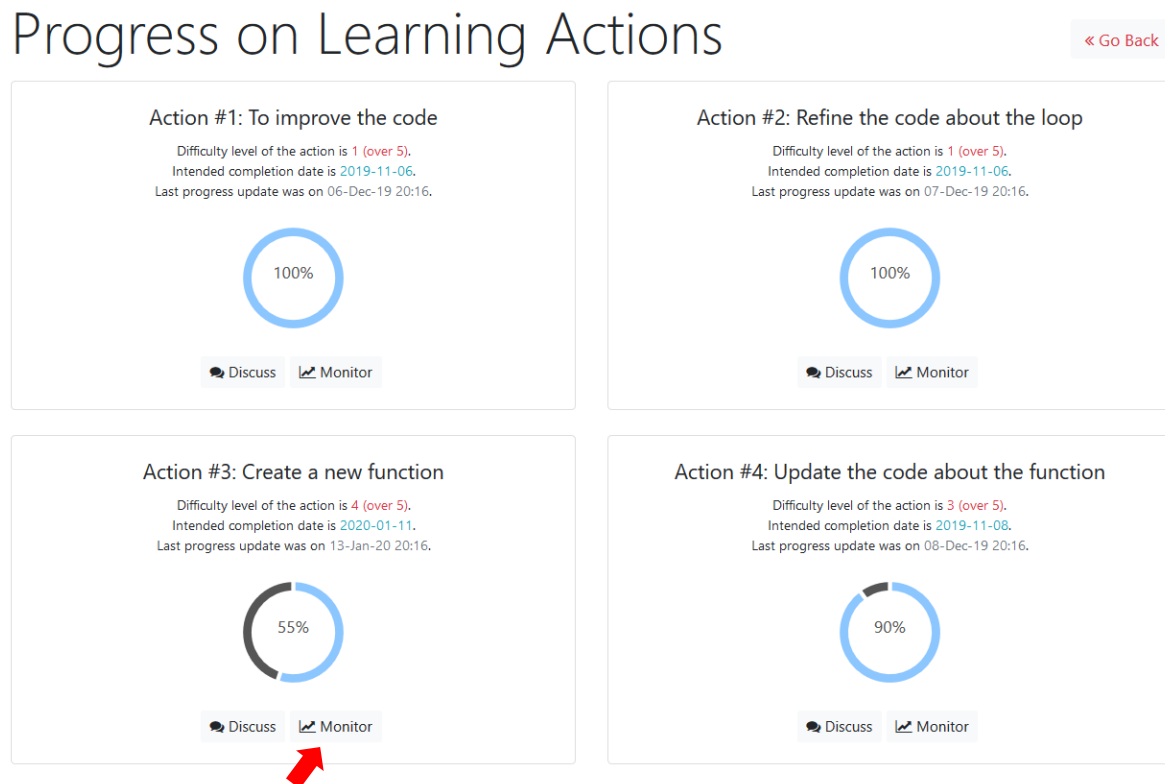 Progress on Learning Actions
« Go Back
Action #1: To improve the code
Difficulty level of the action is 1 (over 5).
Intended completion date is 2019-11-06.
Last progress update was on 06-Dec-19 20:16.
100%
Discuss
Monitor
Action #2: Refine the code about the loop
Difficulty level of the action is 1 (over 5).
Intended completion date is 2019-11-06.
Last progress update was on 07-Dec-19 20:16.
100%
Discuss
Monitor
Action #3: Create a new function
Difficulty level of the action is 4 (over 5).
Intended completion date is 2020-01-11.
Last progress update was on 13-Jan-20 20:16.
55%
Discuss
Monitor
Action #4: Update the code about the function
Difficulty level of the action is 3 (over 5).
Intended completion date is 2019-11-08.
Last progress update was on 08-Dec-19 20:16.
90%
Discuss
Monitor